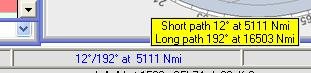 Short path 12° at 5111 Nmi
Long path 192° at 16503 Nmi
12°/192° at 5111 Nmi